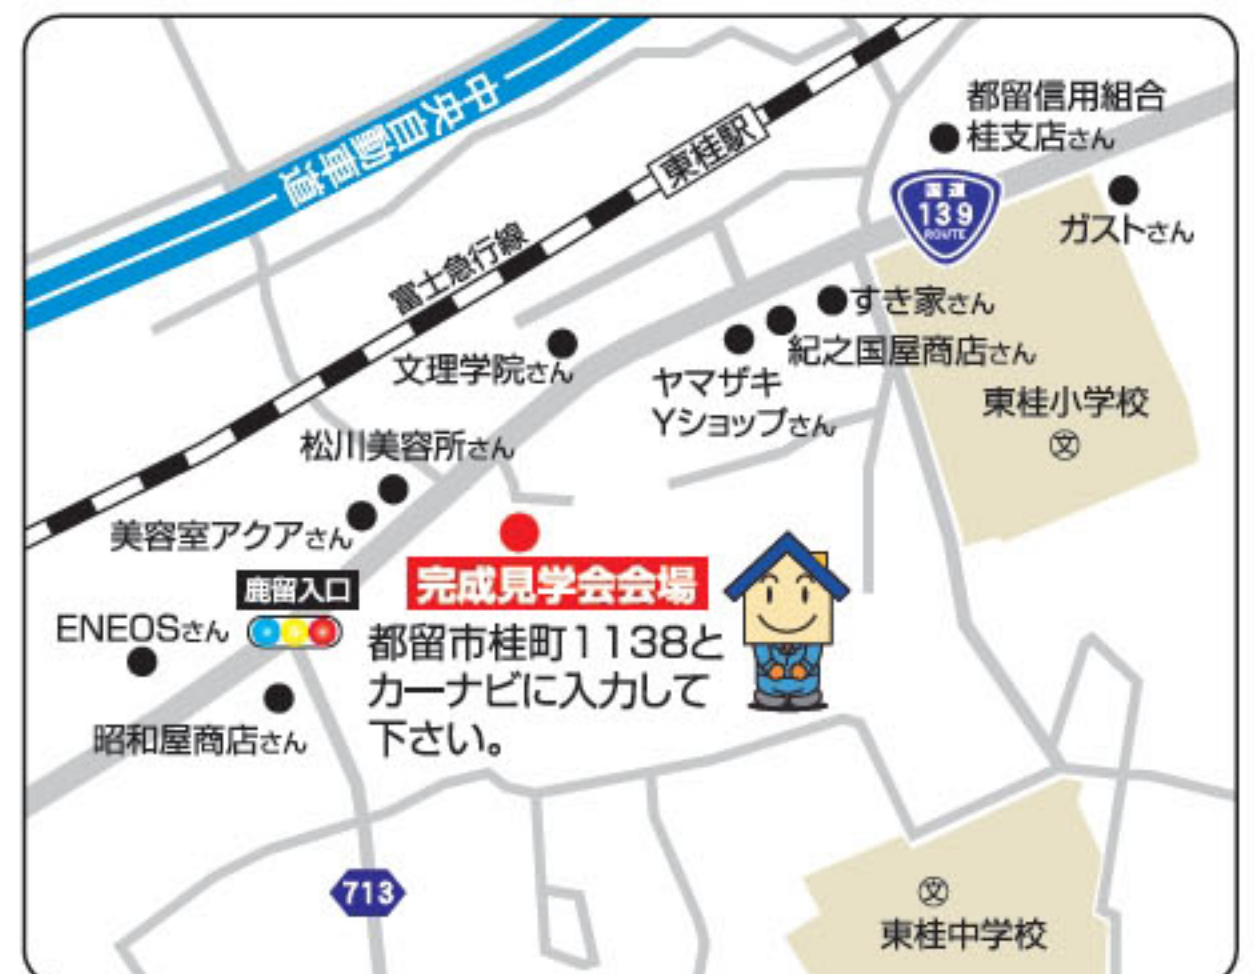 中央自動車道
都留信用組合
桂支店さん
東桂駅
国道
139
ROUTE
ガストさん
富士急行線
すき家さん
紀之国屋商店さん
文理学院さん
ヤマザキ
Yショップさん
東桂小学校
文
松川美容所さん
美容室アクアさん
鹿留入口
完成見学会会場
ENEOSさん
都留市桂町1138と
カーナビに入力して
下さい。
昭和屋商店さん
713
文
東桂中学校